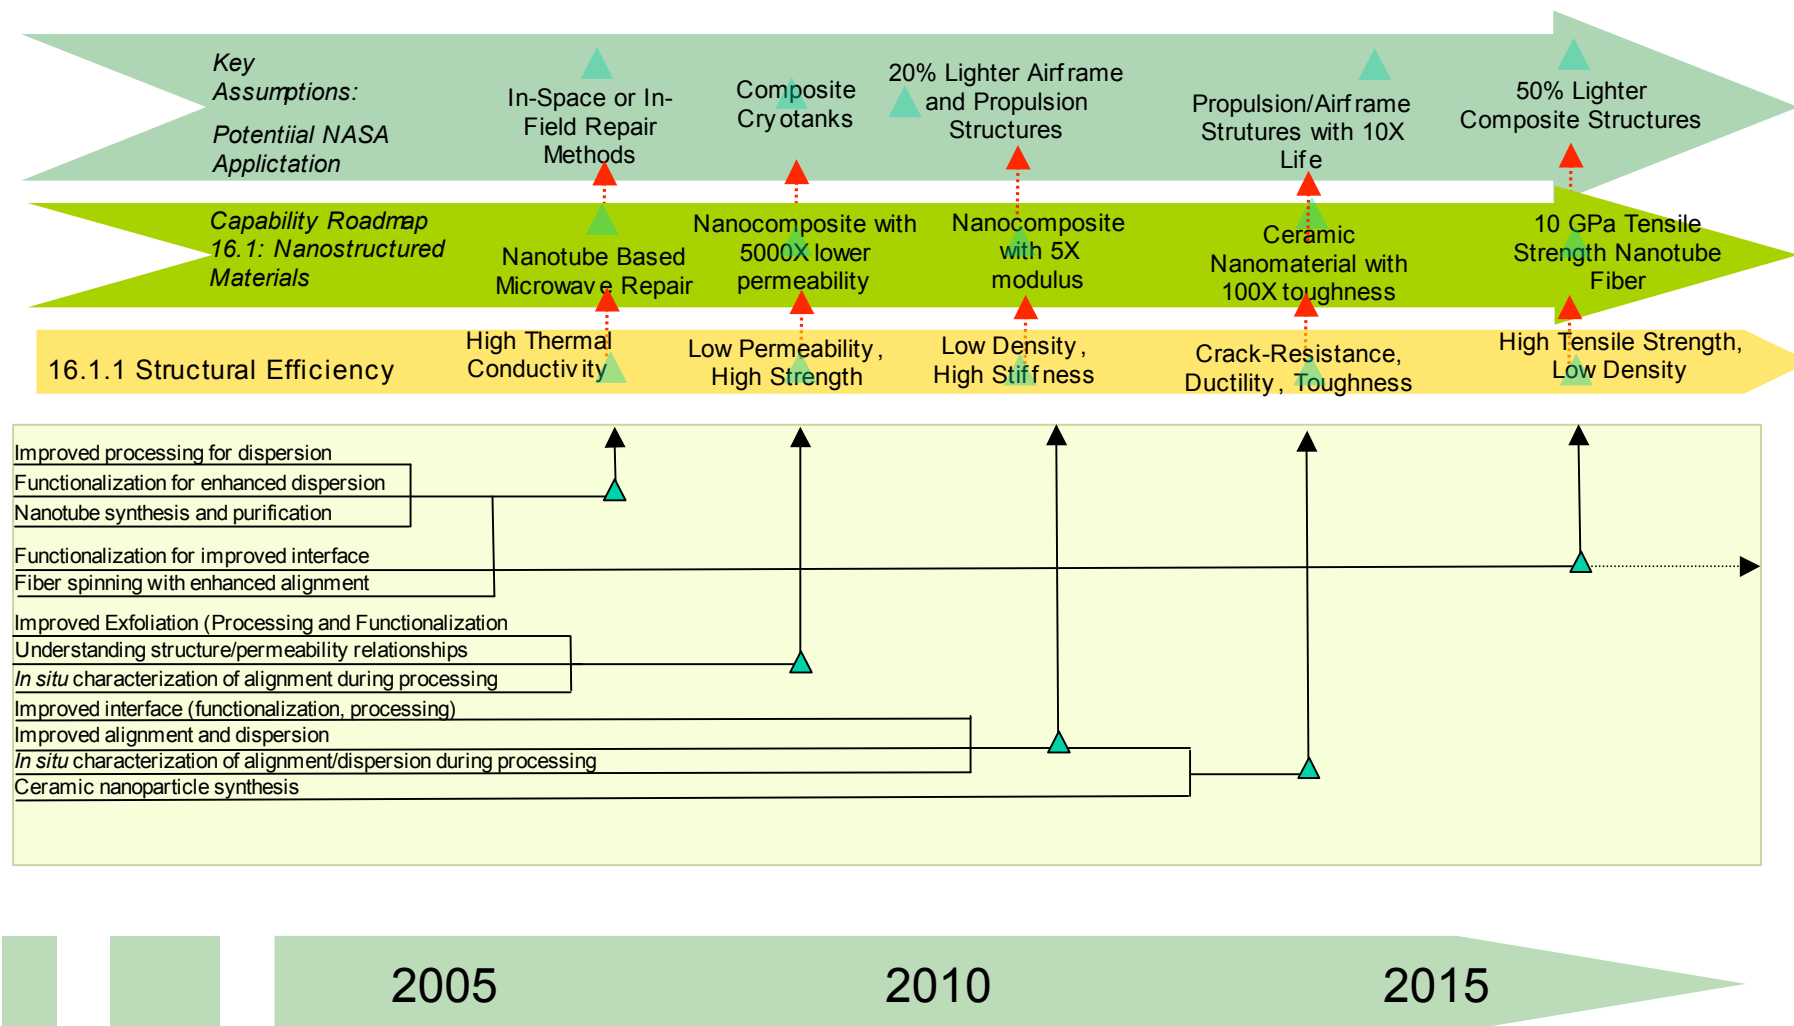 Key
Assumptions:
Potentiial NASA
Applictation
In-Space or In-
Field Repair
Methods
Composite
Cryotanks
20% Lighter Airframe
and Propulsion
Structures
Propulsion/Airframe
Strutures with 10X
Life
50% Lighter
Composite Structures
Capability Roadmap
16.1: Nanostructured
Materials
Nanotube Based
Microwave Repair
Nanocomposite with
5000X lower
permeability
Nanocomposite
with 5X
modulus
Ceramic
Nanomaterial with
100X toughness
10 GPa Tensile
Strength Nanotube
Fiber
16.1.1 Structural Efficiency
High Thermal
Conductivity
Low Permeability,
High Strength
Low Density,
High Stiffness
Crack-Resistance,
Ductility, Toughness
High Tensile Strength,
Low Density
Improved processing for dispersion
Functionalization for enhanced dispersion
Nanotube synthesis and purification
Functionalization for improved interface
Fiber spinning with enhanced alignment
Improved Exfoliation (Processing and Functionalization
Understanding structure/permeability relationships
In situ characterization of alignment during processing
Improved interface (functionalization, processing)
Improved alignment and dispersion
In situ characterization of alignment/dispersion during processing
Ceramic nanoparticle synthesis
2005
2010
2015